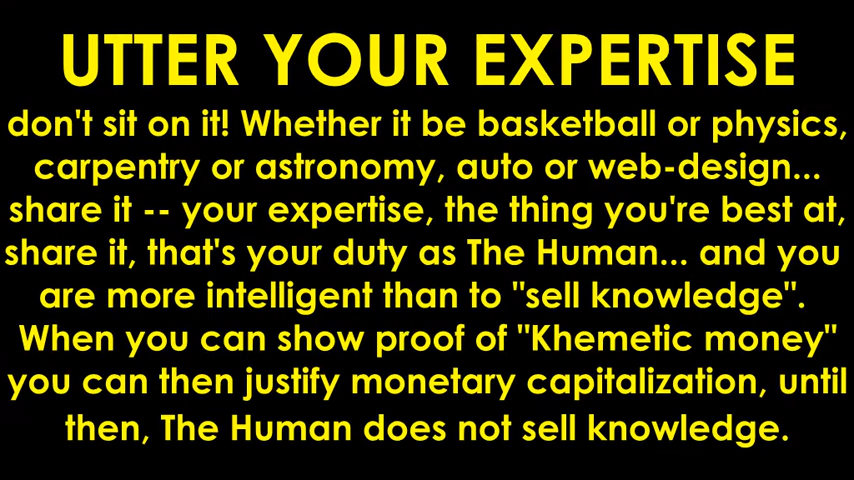 UTTER YOUR EXPERTISE
don't sit on it! Whether it be basketball or physics,
carpentry or astronomy, auto or web-design...
share it -- your expertise, the thing you're best at,
share it, that's your duty as The Human... and you
are more intelligent than to "sell knowledge".
When you can show proof of "Khemetic money"
you can then justify monetary capitalization, until
then, The Human does not sell knowledge.